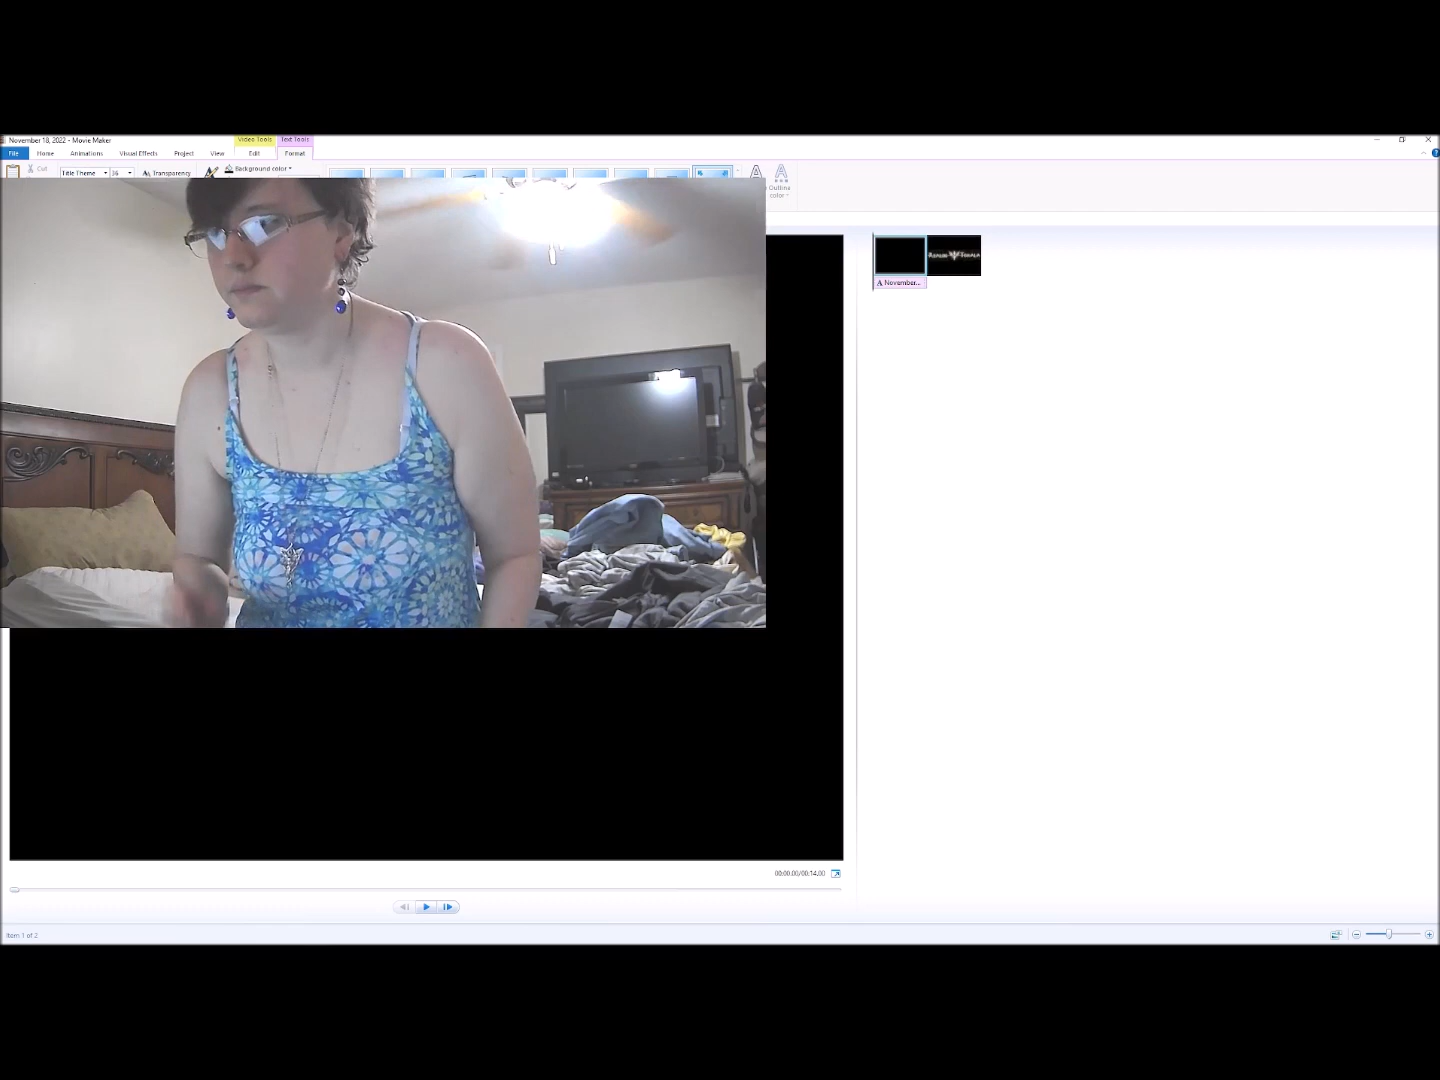 November 18, 2022 - Movie Maker
Video Tools
Text Tools
File
Home
Animations
Visual Effects
Project
View
Edit
Format
Cut
Title Theme
36
Transparency
Background color
Outline
color
A November...
00:00.00/00:14.00
Item 1 of 2